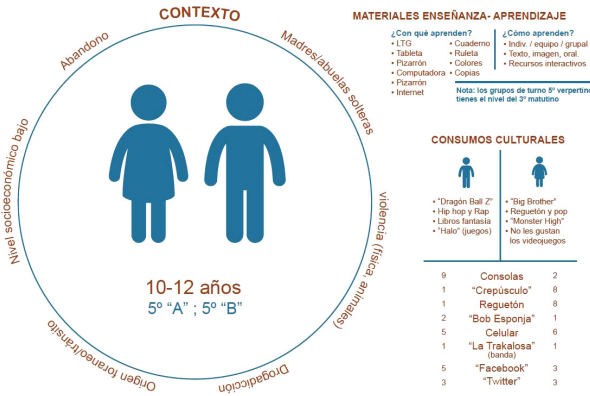 CONTEXTO
Abandono
Madres/abuelas solteras
Nivel socioeconómico bajo
violencia (física, animales)
Origen foraneo/tránsito
Drogadicción
10-12 años
5º “A” ; 5º “B”
MATERIALES ENSEÑANZA- APRENDIZAJE
¿Con qué aprenden?
• LTG
• Tableta
• Pizarrón
• Computadora
• Pizarrón
• Internet
• Cuaderno
• Ruleta
• Colores
• Copias
¿Cómo aprenden?
• Indiv. / equipo / grupal
• Texto, imagen, oral.
• Recursos interactivos
Nota: los grupos de turno 5º verpertino
tienes el nivel del 3º matutino
CONSUMOS CULTURALES
• "Dragón Ball Z"
• Hip hop y Rap
• Libros fantasía
• "Halo" (juegos)
• "Big Brother"
• Reguetón y pop
• "Monster High"
• No les gustan
los videojuegos
9 Consolas 2
1 “Crepúsculo” 8
1 Reguetón 8
2 “Bob Esponja” 1
5 Celular 6
1 “La Trakalosa” 1
(banda)
5 “Facebook” 3
3 “Twitter” 3